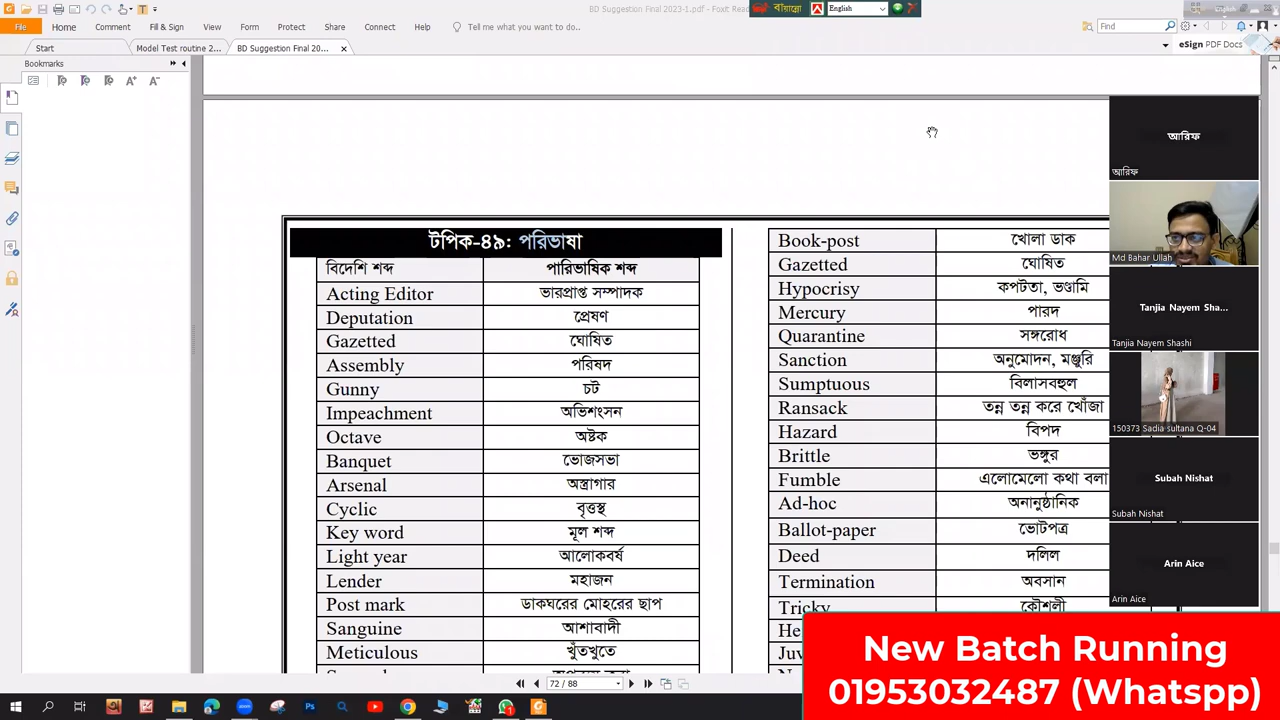 BD Suggestion Final 2023-1.pdf - Foxit Read
বায়ান্নো
English
File
Home
Comment
View
Form
Protect
Share
Connect
Help
Tell me what you want to do...
Find
Fill & Sign
Start
Model Test routine 2...
BD Suggestion Final 20...
eSign PDF Docs
Bookmarks
টপিক-৪৯: পরিভাষা
বিদেশি শব্দ পারিভাষিক শব্দ
Acting Editor ভারপ্রাপ্ত সম্পাদক
Deputation প্রেষণ
Gazetted ঘোষিত
Assembly পরিষদ
Gunny চট
Impeachment অভিশংসন
Octave অষ্টক
Banquet ভোজসভা
Arsenal অস্ত্রাগার
Cyclic বৃত্তস্থ
Key word মূল শব্দ
Light year আলোকবর্ষ
Lender মহাজন
Post mark ডাকঘরের মোহরের ছাপ
Sanguine আশাবাদী
Meticulous খুঁতখুতে
Book-post খোলা ডাক
Gazetted ঘোষিত
Hypocrisy কপটতা, ভণ্ডামি
Mercury পারদ
Quarantine সঙ্গরোধ
Sanction অনুমোদন, মঞ্জুরি
Sumptuous বিলাসবহুল
Ransack তন্ন তন্ন করে খোঁজা
Hazard বিপদ
Brittle ভঙ্গুর
Fumble এলোমেলো কথা বলা
Ad-hoc অনানুষ্ঠানিক
Ballot-paper ভোটপত্র
Deed দলিল
Termination অবসান
Tricky কৌশলী
He
Juv
আরিফ
আরিফ
Md Bahar Ullah
Tanjia Nayem Sha...
Tanjia Nayem Shashi
150373 Sadia sultana Q-04
Subah Nishat
Subah Nishat
Arin Aice
Arin Aice
New Batch Running
01953032487 (Whatspp)
72 / 88